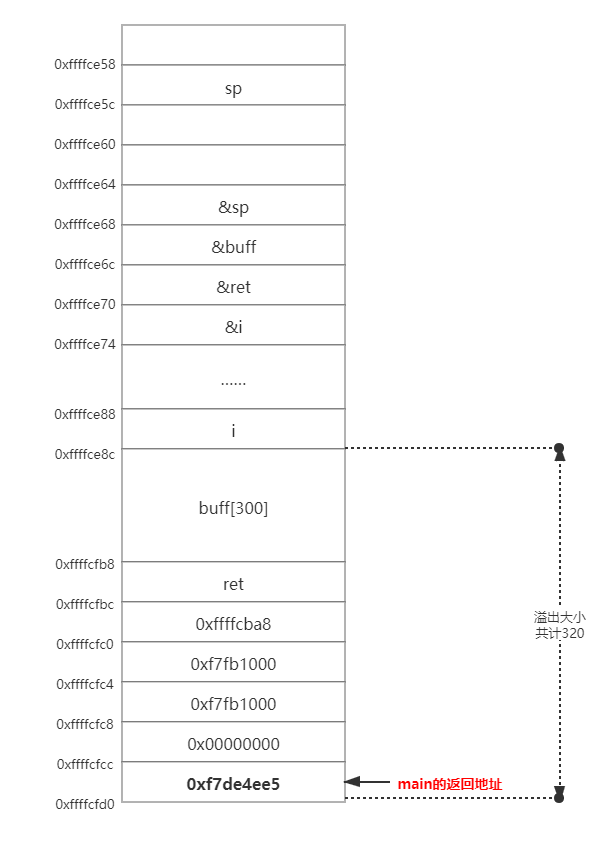 0xffffce58
sp
0xffffce5c
0xffffce60
0xffffce64
&sp
0xffffce68
&buff
0xffffce6c
&ret
0xffffce70
&i
0xffffce74
......
0xffffce88
i
0xffffce8c
buff[300]
0xffffcfb8
ret
0xffffcfbc
0xffffcba8
溢出大小
共计320
0xffffcfc0
0xf7fb1000
0xffffcfc4
0xf7fb1000
0xffffcfc8
0x00000000
0xffffcfcc
0xf7de4ee5
main的返回地址
0xffffcfd0